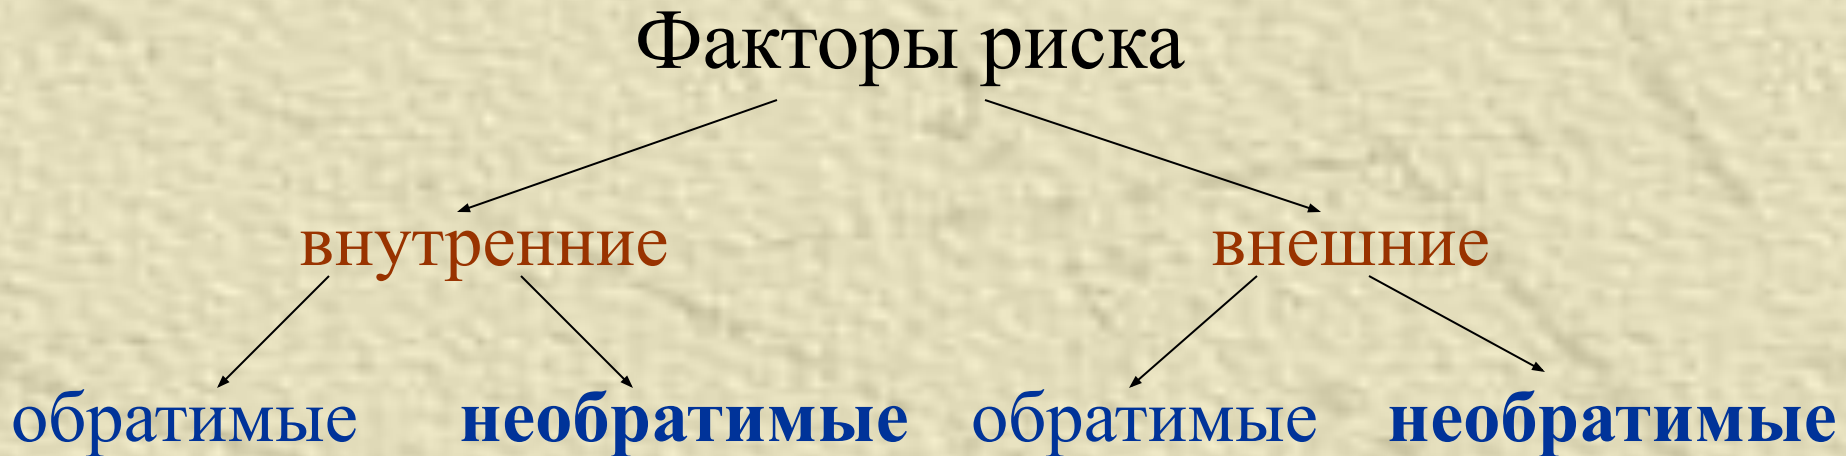 Факторы риска
внутренние внешние
обратимые необратимые обратимые необратимые